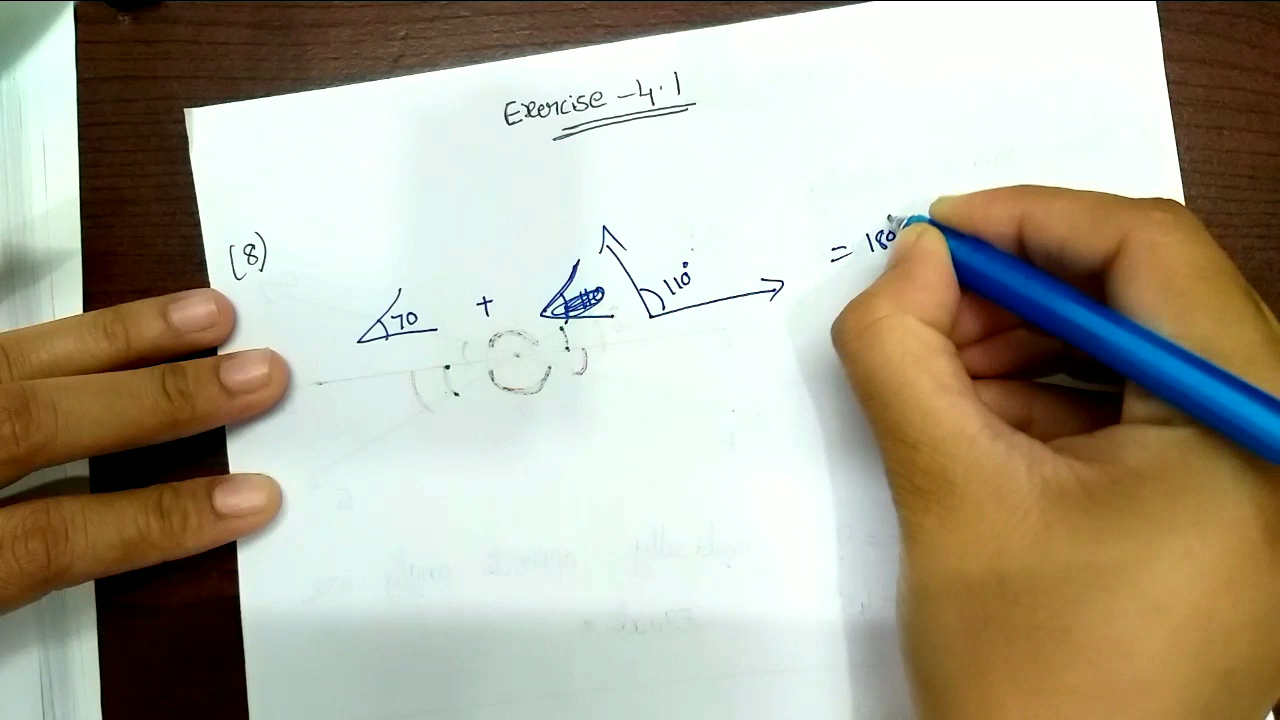 Exercise - 4.1
(8)
70 + 110° = 180